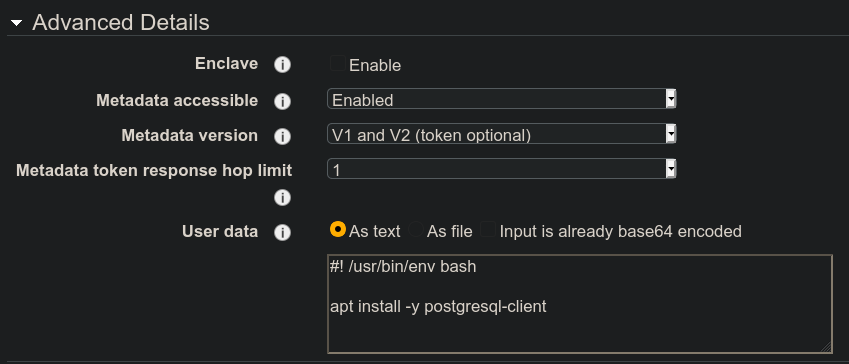 Advanced Details
Enclave i Enable
Metadata accessible i Enabled
Metadata version i V1 and V2 (token optional)
Metadata token response hop limit 1
i
User data i As text As file Input is already base64 encoded
#! /usr/bin/env bash
apt install -y postgresql-client